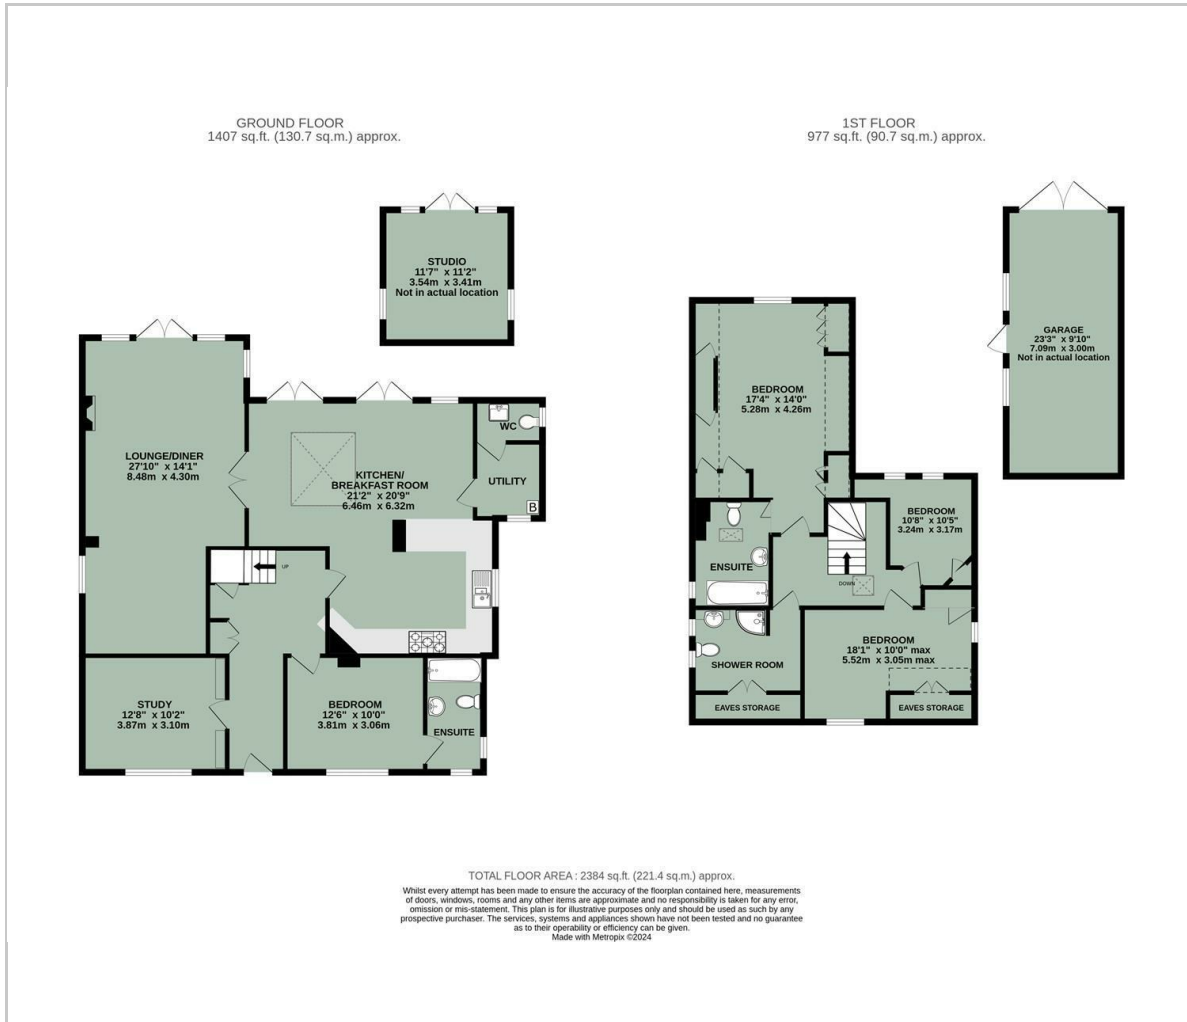 GROUND FLOOR
1407 sq.ft. (130.7 sq.m.) approx.
STUDIO
11'7" x 11'2"
3.54m x 3.41m
Not in actual location
LOUNGE/DINER
27'10" x 14'1"
8.48m x 4.30m
KITCHEN/
BREAKFAST ROOM
21'2" x 20'9"
6.46m x 6.32m
WC
UTILITY
B
UP
STUDY
12'8" x 10'2"
3.87m x 3.10m
BEDROOM
12'6" x 10'0"
3.81m x 3.06m
ENSUITE
1ST FLOOR
977 sq.ft. (90.7 sq.m.) approx.
GARAGE
23'3" x 9'10"
7.09m x 3.00m
Not in actual location
BEDROOM
17'4" x 14'0"
5.28m x 4.26m
BEDROOM
10'8" x 10'5"
3.24m x 3.17m
ENSUITE
DOWN
SHOWER ROOM
BEDROOM
18'1" x 10'0" max
5.52m x 3.05m max
EAVES STORAGE
EAVES STORAGE
TOTAL FLOOR AREA : 2384 sq.ft. (221.4 sq.m.) approx.
Whilst every attempt has been made to ensure the accuracy of the floorplan contained here, measurements
of doors, windows, rooms and any other items are approximate and no responsibility is taken for any error,
omission or mis-statement. This plan is for illustrative purposes only and should be used as such by any
prospective purchaser. The services, systems and appliances shown have not been tested and no guarantee
as to their operability or efficiency can be given.
Made with Metropix ©2024